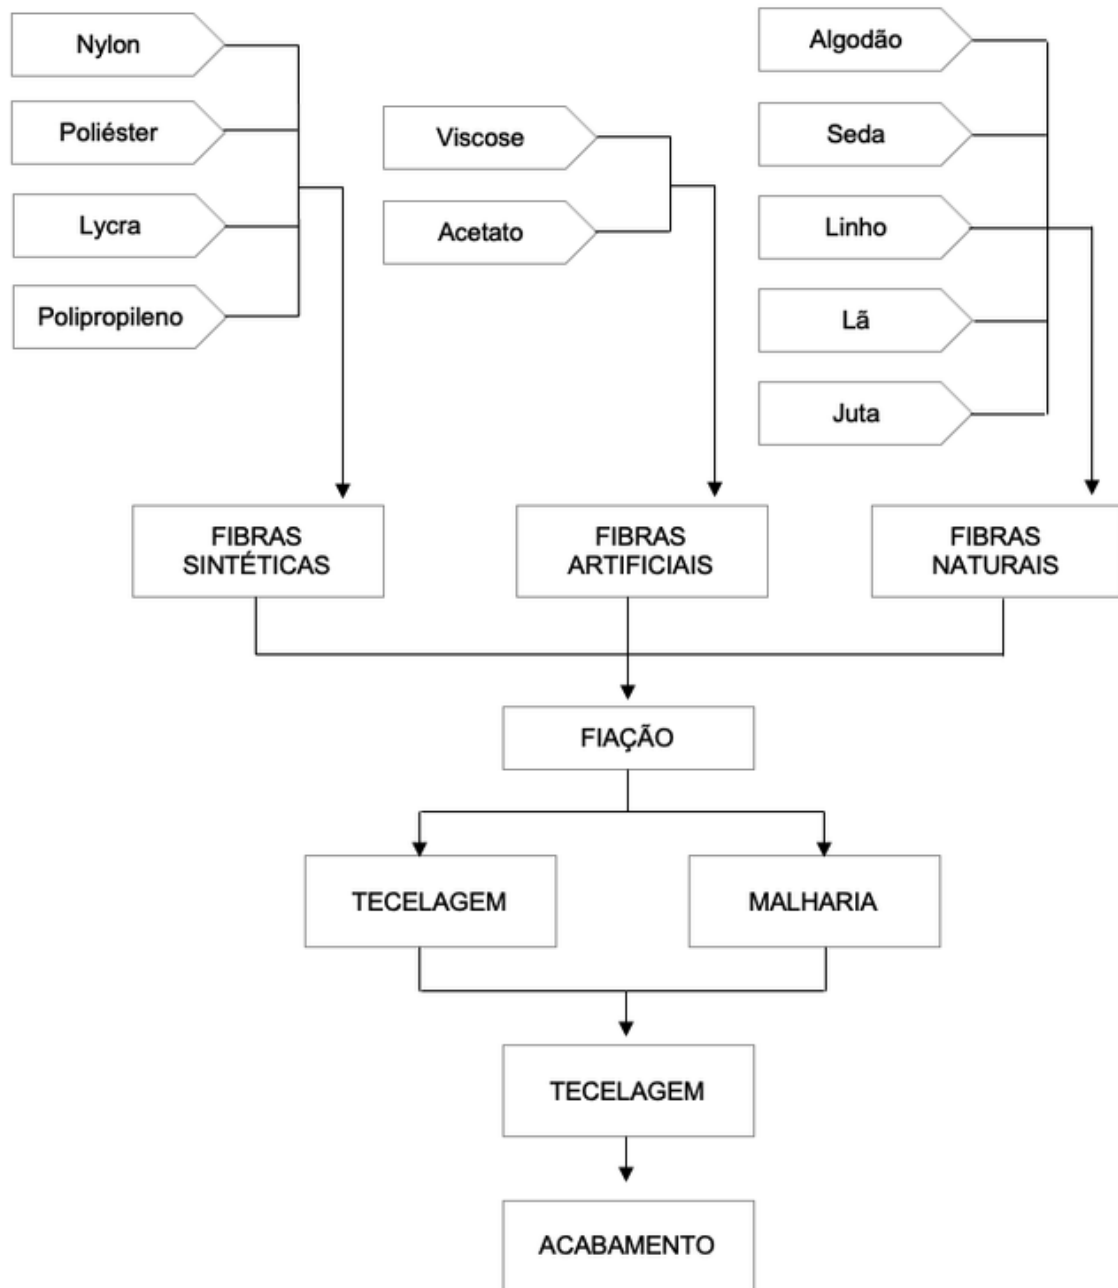 Nylon
Poliéster
Lycra
Polipropileno
Viscose
Acetato
Algodão
Seda
Linho
Lã
Juta
FIBRAS
SINTÉTICAS
FIBRAS
ARTIFICIAIS
FIBRAS
NATURAIS
FIAÇÃO
TECELAGEM
MALHARIA
TECELAGEM
ACABAMENTO